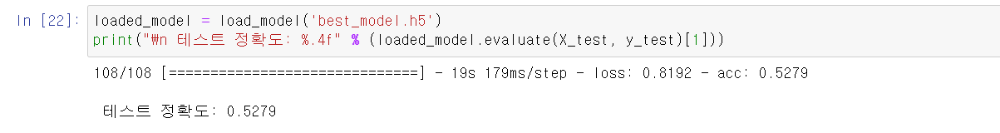 In [22]: loaded_model = load_model('best_model.h5')
print("₩n 테스트 정확도: %.4f" % (loaded_model.evaluate(X_test, y_test)[1]))
108/108 [==============================] - 19s 179ms/step - loss: 0.8192 - acc: 0.5279
테스트 정확도: 0.5279